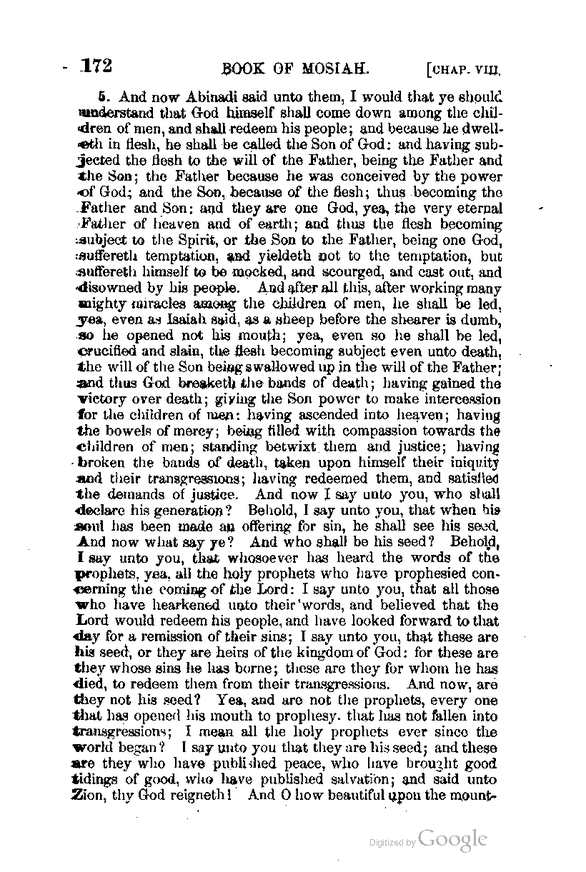 172 BOOK OF MOSIAH. [CHAP. VIII.
5. And now Abinadi said unto them, I would that ye should
understand that God himself shall come down among the chil-
dren of men, and shall redeem his people; and because he dwell-
eth in flesh, he shall be called the Son of God: and having sub-
jected the flesh to the will of the Father, being the Father and
the Son; the Father because he was conceived by the power
of God; and the Son, because of the flesh; thus becoming the
Father and Son: and they are one God, yea, the very eternal
Father of heaven and of earth; and thus the flesh becoming
subject to the Spirit, or the Son to the Father, being one God,
suffereth temptation, and yieldeth not to the temptation, but
suffereth himself to be mocked, and scourged, and cast out, and
disowned by his people. And after all this, after working many
mighty miracles among the children of men, he shall be led,
yea, even as Isaiah said, as a sheep before the shearer is dumb,
so he opened not his mouth; yea, even so he shall be led,
crucified and slain, the flesh becoming subject even unto death,
the will of the Son being swallowed up in the will of the Father;
and thus God breaketh the bands of death; having gained the
victory over death; giving the Son power to make intercession
for the children of men: having ascended into heaven; having
the bowels of mercy; being filled with compassion towards the
children of men; standing betwixt them and justice; having
broken the bands of death, taken upon himself their iniquity
and their transgressions; having redeemed them, and satisfied
the demands of justice. And now I say unto you, who shall
declare his generation? Behold, I say unto you, that when his
soul has been made an offering for sin, he shall see his seed.
And now what say ye? And who shall be his seed? Behold,
I say unto you, that whosoever has heard the words of the
prophets, yea, all the holy prophets who have prophesied con-
cerning the coming of the Lord: I say unto you, that all those
who have hearkened unto their words, and believed that the
Lord would redeem his people, and have looked forward to that
day for a remission of their sins; I say unto you, that these are
his seed, or they are heirs of the kingdom of God: for these are
they whose sins he has borne; these are they for whom he has
died, to redeem them from their transgressions. And now, are
they not his seed? Yea, and are not the prophets, every one
that has opened his mouth to prophesy. that has not fallen into
transgressions; I mean all the holy prophets ever since the
world began? I say unto you that they are his seed; and these
are they who have published peace, who have brought good
tidings of good, who have published salvation; and said unto
Zion, thy God reigneth! And O how beautiful upon the mount-
Digitized by Google